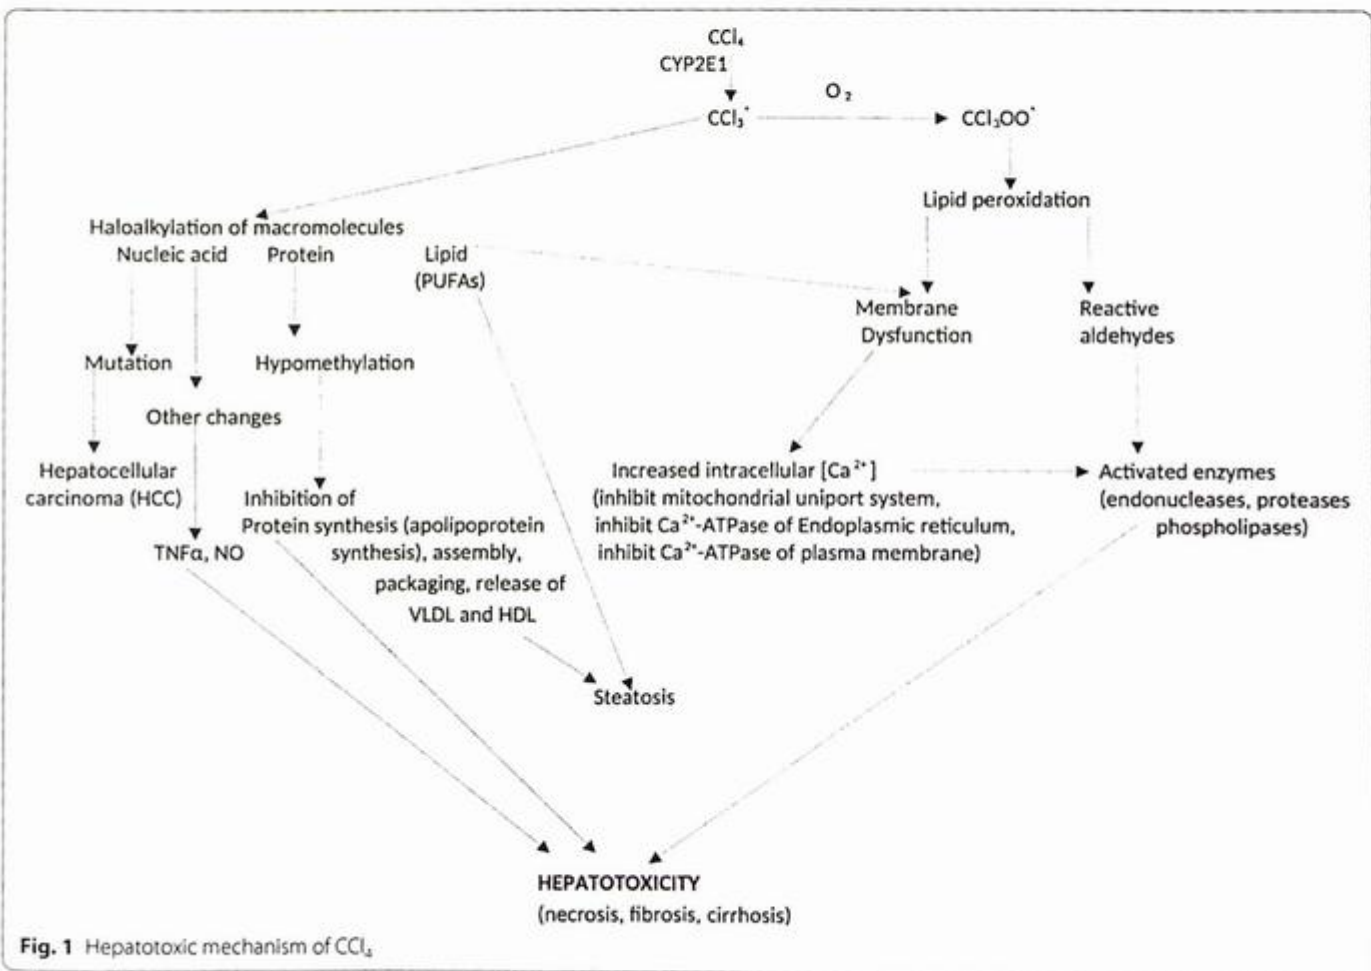 CCl₄
CYP2E1
O₂
CCl₃˙
CCl₃OO˙
Lipid peroxidation
Haloalkylation of macromolecules
Nucleic acid Protein Lipid
(PUFAs)
Membrane
Dysfunction
Reactive
aldehydes
Mutation
Hypomethylation
Other changes
Hepatocellular
carcinoma (HCC)
Increased intracellular [Ca²⁺]
(inhibit mitochondrial uniport system,
inhibit Ca²⁺-ATPase of Endoplasmic reticulum,
inhibit Ca²⁺-ATPase of plasma membrane)
Activated enzymes
(endonucleases, proteases
phospholipases)
Inhibition of
Protein synthesis (apolipoprotein
synthesis), assembly,
packaging, release of
VLDL and HDL
TNFα, NO
Steatosis
HEPATOTOXICITY
(necrosis, fibrosis, cirrhosis)
Fig. 1 Hepatotoxic mechanism of CCl₄